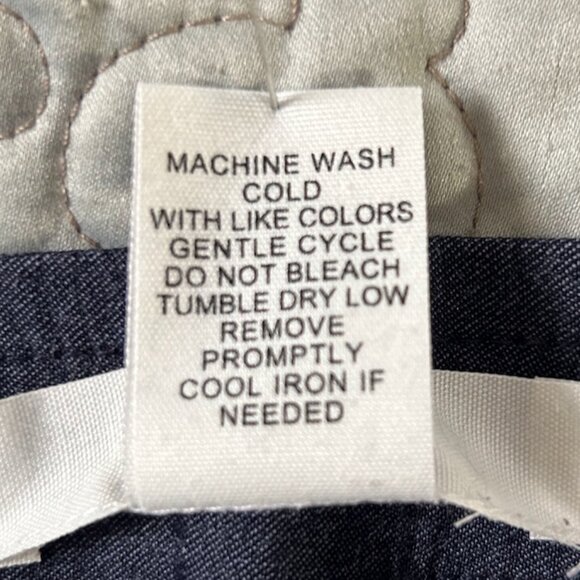 MACHINE WASH
COLD
WITH LIKE COLORS
GENTLE CYCLE
DO NOT BLEACH
TUMBLE DRY LOW
REMOVE
PROMPTLY
COOL IRON IF
NEEDED